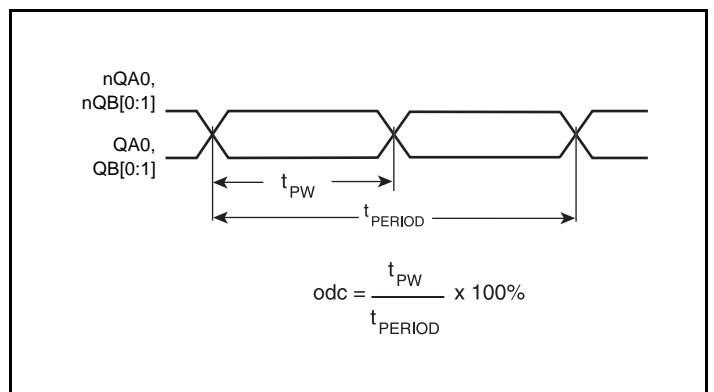 nQA0,
nQB[0:1]
QA0,
QB[0:1]
tPW
tPERIOD
odc = tPW / tPERIOD x 100%